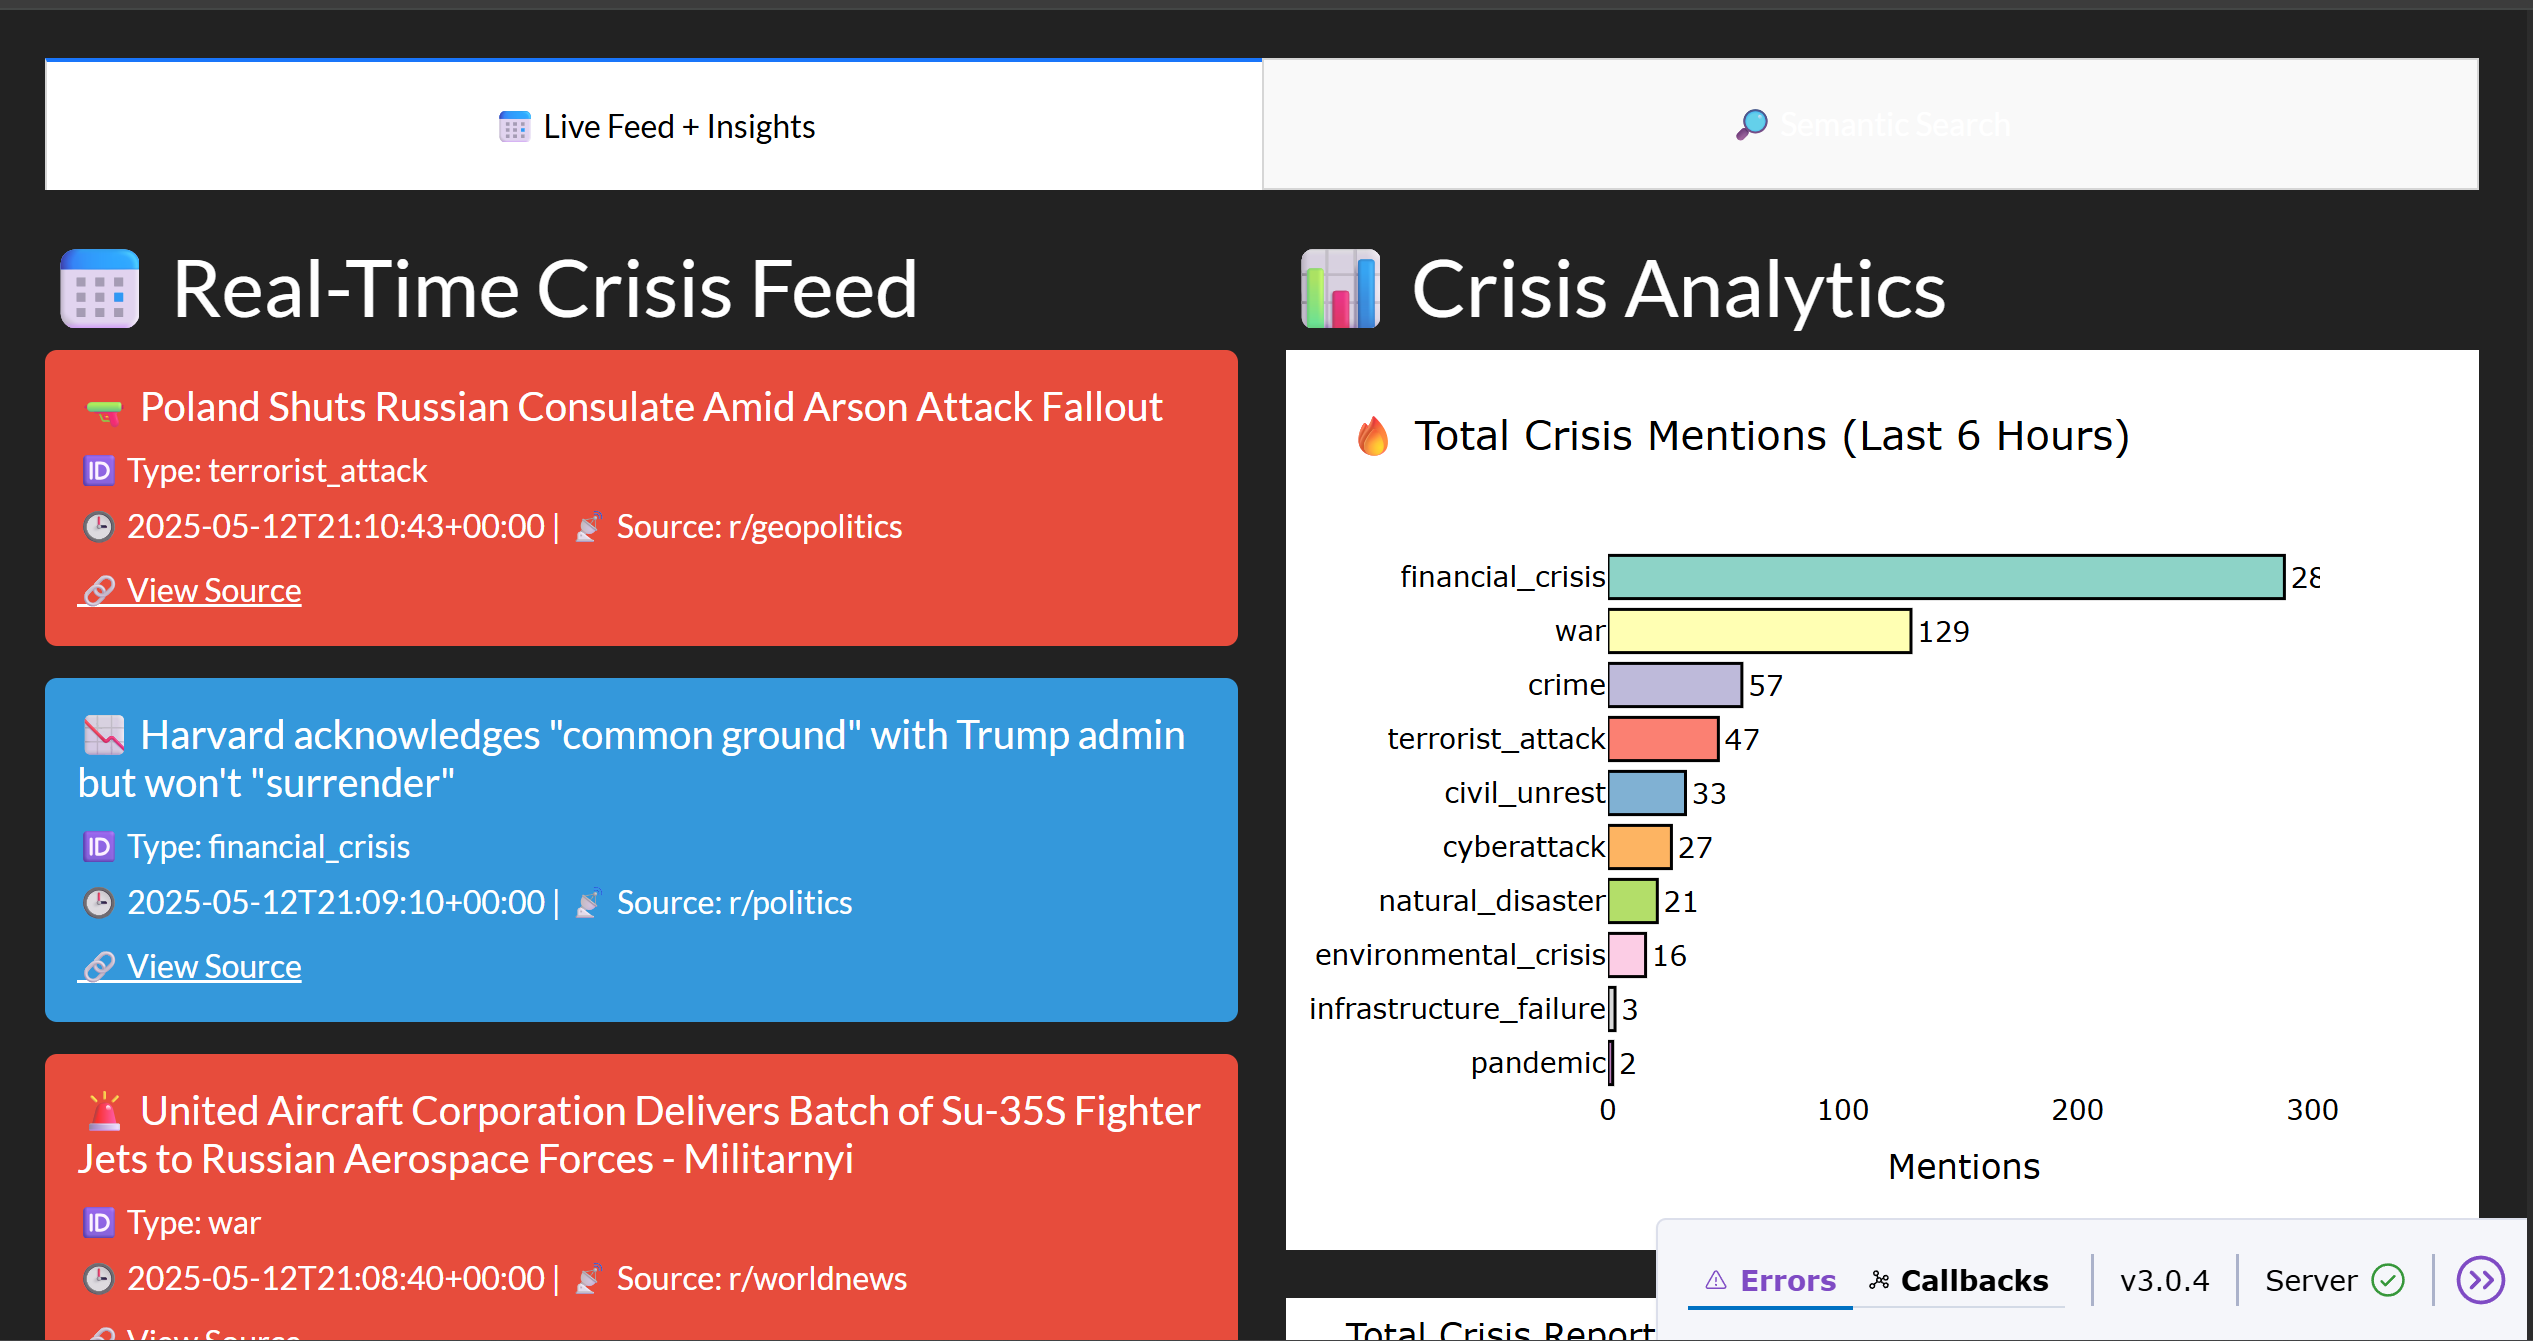 Live Feed + Insights
Semantic Search
Real-Time Crisis Feed
Poland Shuts Russian Consulate Amid Arson Attack Fallout
ID Type: terrorist_attack
2025-05-12T21:10:43+00:00 | Source: r/geopolitics
View Source
Harvard acknowledges "common ground" with Trump admin
but won't "surrender"
ID Type: financial_crisis
2025-05-12T21:09:10+00:00 | Source: r/politics
View Source
United Aircraft Corporation Delivers Batch of Su-35S Fighter
Jets to Russian Aerospace Forces - Militarnyi
ID Type: war
2025-05-12T21:08:40+00:00 | Source: r/worldnews
View Source
Crisis Analytics
Total Crisis Mentions (Last 6 Hours)
financial_crisis 28
war 129
crime 57
terrorist_attack 47
civil_unrest 33
cyberattack 27
natural_disaster 21
environmental_crisis 16
infrastructure_failure 3
pandemic 2
0 100 200 300
Mentions
Total Crisis Report
Errors Callbacks v3.0.4 Server